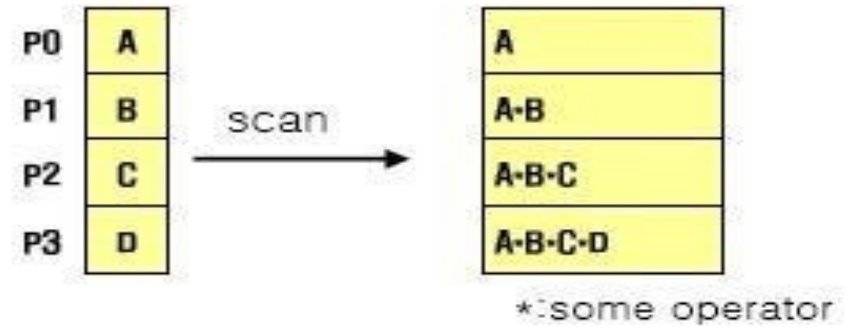 P0 A A
P1 B A*B
scan
P2 C A*B*C
P3 D A*B*C*D
*:some operator